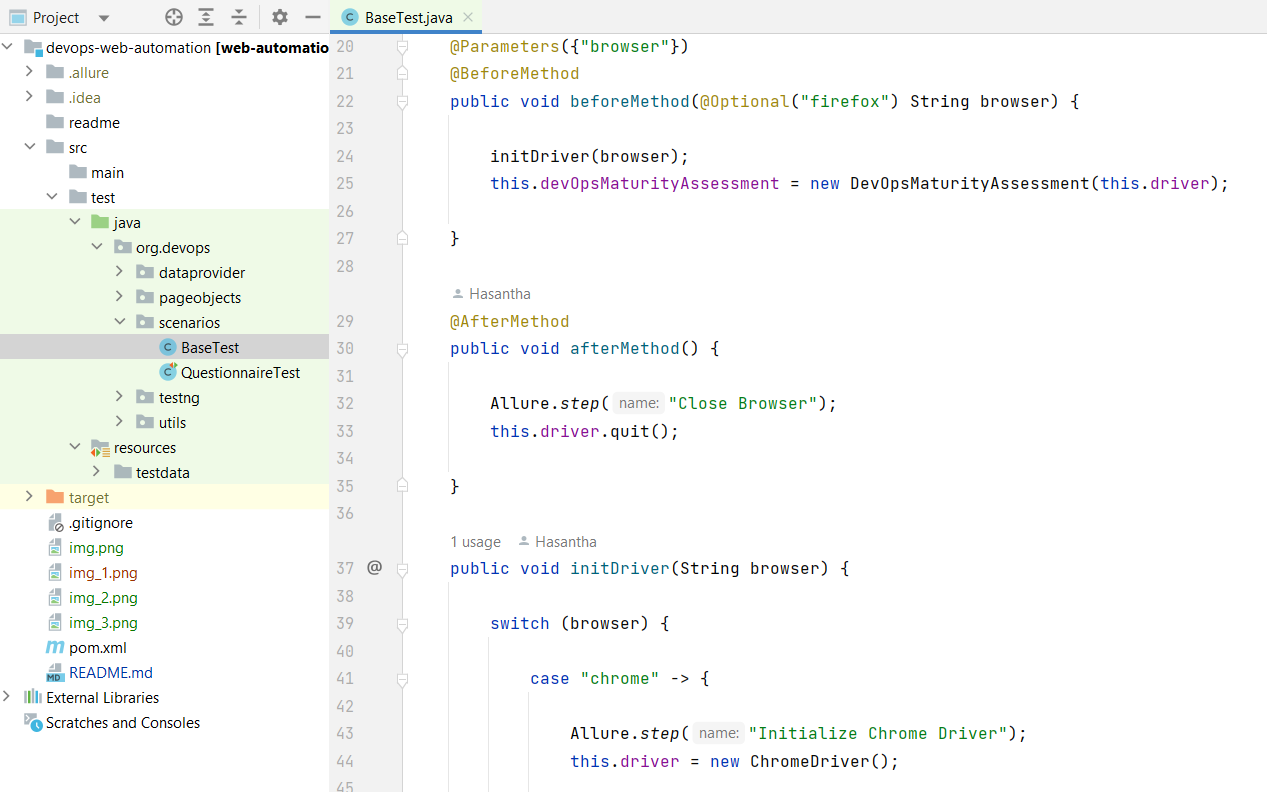 Project
devops-web-automation [web-automatio
.allure
.idea
readme
src
main
test
java
org.devops
dataprovider
pageobjects
scenarios
BaseTest
QuestionnaireTest
testng
utils
resources
testdata
target
.gitignore
img.png
img_1.png
img_2.png
img_3.png
pom.xml
README.md
External Libraries
Scratches and Consoles
BaseTest.java
20 @Parameters({"browser"})
21 @BeforeMethod
22 public void beforeMethod(@Optional("firefox") String browser) {
23
24 initDriver(browser);
25 this.devOpsMaturityAssessment = new DevOpsMaturityAssessment(this.driver);
26
27 }
28
Hasantha
29 @AfterMethod
30 public void afterMethod() {
31
32 Allure.step( name: "Close Browser");
33 this.driver.quit();
34
35 }
36
1 usage Hasantha
37 @ public void initDriver(String browser) {
38
39 switch (browser) {
40
41 case "chrome" -> {
42
43 Allure.step( name: "Initialize Chrome Driver");
44 this.driver = new ChromeDriver();
45